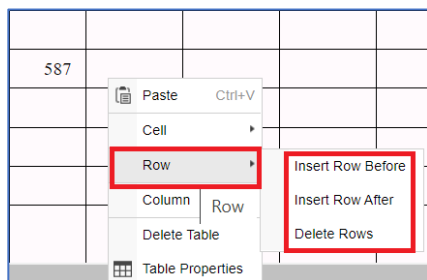 587
Paste Ctrl+V
Cell
Row
Insert Row Before
Column
Row
Insert Row After
Delete Table
Delete Rows
Table Properties